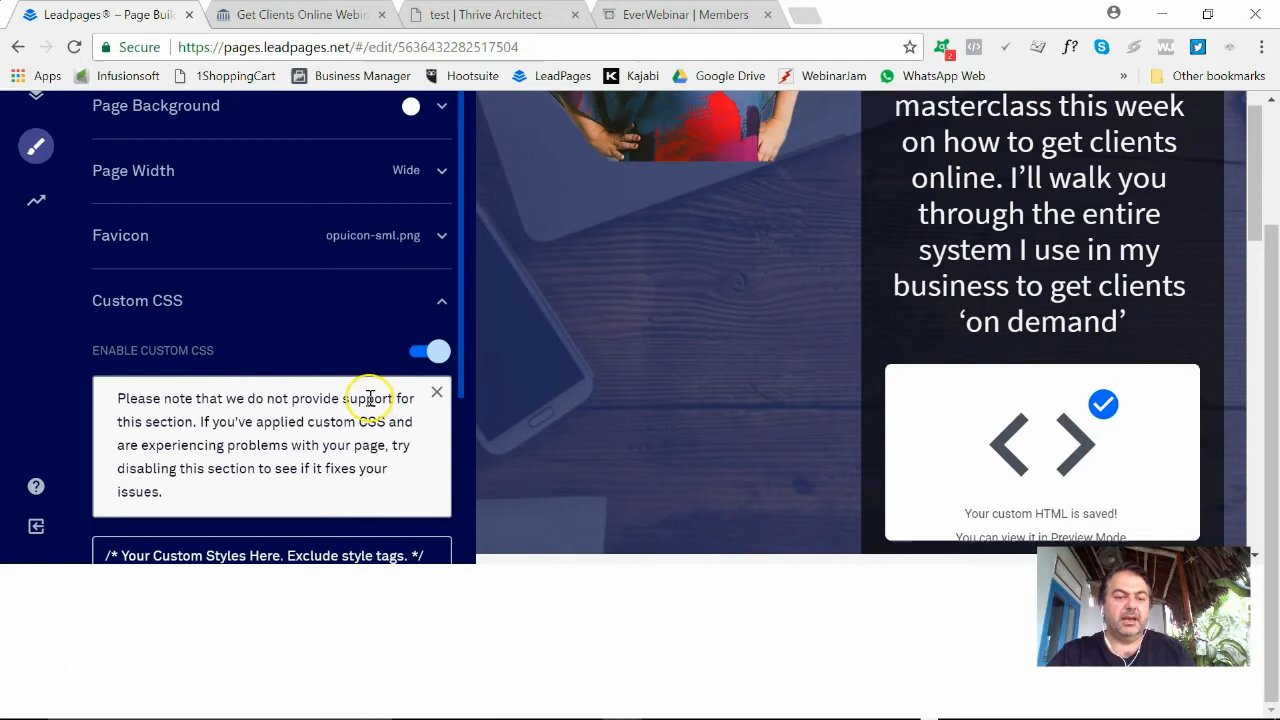 Leadpages® – Page Buil
Get Clients Online Webin
test | Thrive Architect
EverWebinar | Members
Secure
https://pages.leadpages.net/#/edit/5636432282517504
f?
WJ
2
Apps
Infusionsoft
1ShoppingCart
Business Manager
Hootsuite
LeadPages
K
Kajabi
Google Drive
WebinarJam
WhatsApp Web
»
Other bookmarks
Page Background
Page Width
Wide
Favicon
opuicon-sml.png
Custom CSS
ENABLE CUSTOM CSS
Please note that we do not provide support for
this section. If you've applied custom CSS and
are experiencing problems with your page, try
disabling this section to see if it fixes your
issues.
/* Your Custom Styles Here. Exclude style tags. */
masterclass this week
on how to get clients
online. I’ll walk you
through the entire
system I use in my
business to get clients
‘on demand’
Your custom HTML is saved!
You can view it in Preview Mode